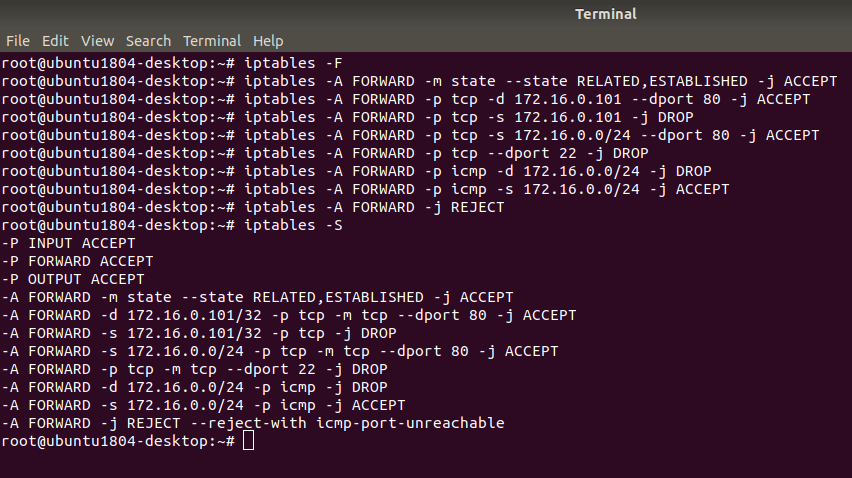 Terminal
File Edit View Search Terminal Help
root@ubuntu1804-desktop:~# iptables -F
root@ubuntu1804-desktop:~# iptables -A FORWARD -m state --state RELATED,ESTABLISHED -j ACCEPT
root@ubuntu1804-desktop:~# iptables -A FORWARD -p tcp -d 172.16.0.101 --dport 80 -j ACCEPT
root@ubuntu1804-desktop:~# iptables -A FORWARD -p tcp -s 172.16.0.101 -j DROP
root@ubuntu1804-desktop:~# iptables -A FORWARD -p tcp -s 172.16.0.0/24 --dport 80 -j ACCEPT
root@ubuntu1804-desktop:~# iptables -A FORWARD -p tcp --dport 22 -j DROP
root@ubuntu1804-desktop:~# iptables -A FORWARD -p icmp -d 172.16.0.0/24 -j DROP
root@ubuntu1804-desktop:~# iptables -A FORWARD -p icmp -s 172.16.0.0/24 -j ACCEPT
root@ubuntu1804-desktop:~# iptables -A FORWARD -j REJECT
root@ubuntu1804-desktop:~# iptables -S
-P INPUT ACCEPT
-P FORWARD ACCEPT
-P OUTPUT ACCEPT
-A FORWARD -m state --state RELATED,ESTABLISHED -j ACCEPT
-A FORWARD -d 172.16.0.101/32 -p tcp -m tcp --dport 80 -j ACCEPT
-A FORWARD -s 172.16.0.101/32 -p tcp -j DROP
-A FORWARD -s 172.16.0.0/24 -p tcp -m tcp --dport 80 -j ACCEPT
-A FORWARD -p tcp -m tcp --dport 22 -j DROP
-A FORWARD -d 172.16.0.0/24 -p icmp -j DROP
-A FORWARD -s 172.16.0.0/24 -p icmp -j ACCEPT
-A FORWARD -j REJECT --reject-with icmp-port-unreachable
root@ubuntu1804-desktop:~#